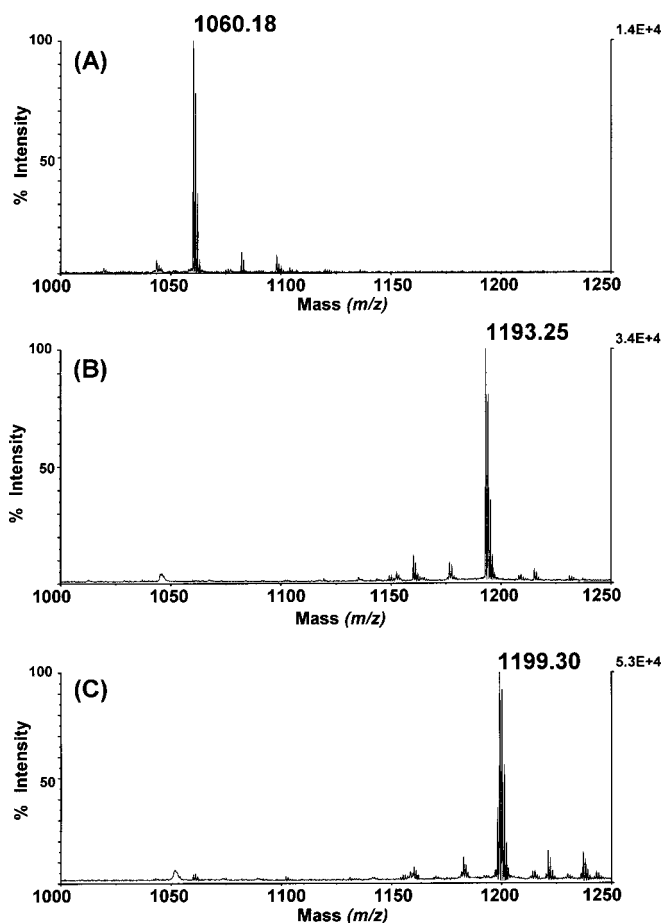 1060.18
100
1.4E+4
(A)
% Intensity
50
1000
1050
1100
1150
1200
1250
Mass (m/z)
1193.25
100
3.4E+4
(B)
% Intensity
50
1000
1050
1100
1150
1200
1250
Mass (m/z)
1199.30
100
5.3E+4
(C)
% Intensity
50
1000
1050
1100
1150
1200
1250
Mass (m/z)